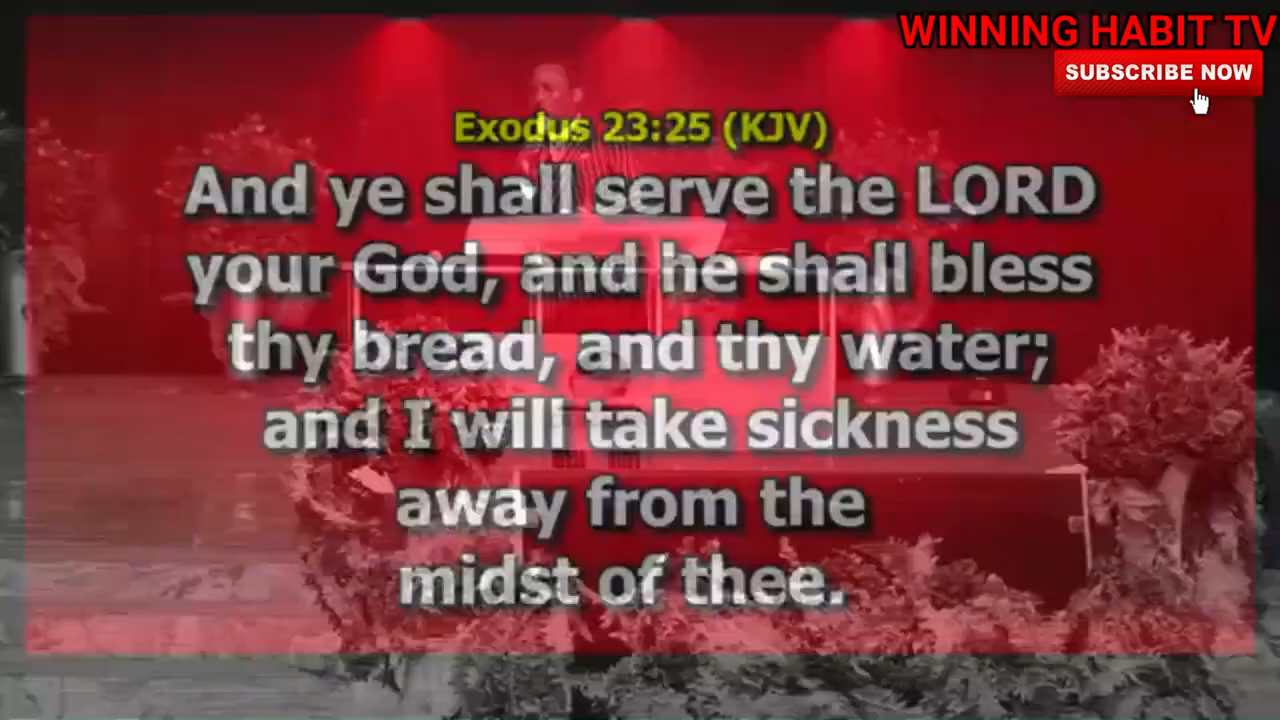 WINNING HABIT TV
SUBSCRIBE NOW
Exodus 23:25 (KJV)
And ye shall serve the LORD
your God, and he shall bless
thy bread, and thy water;
and I will take sickness
away from the
midst of thee.